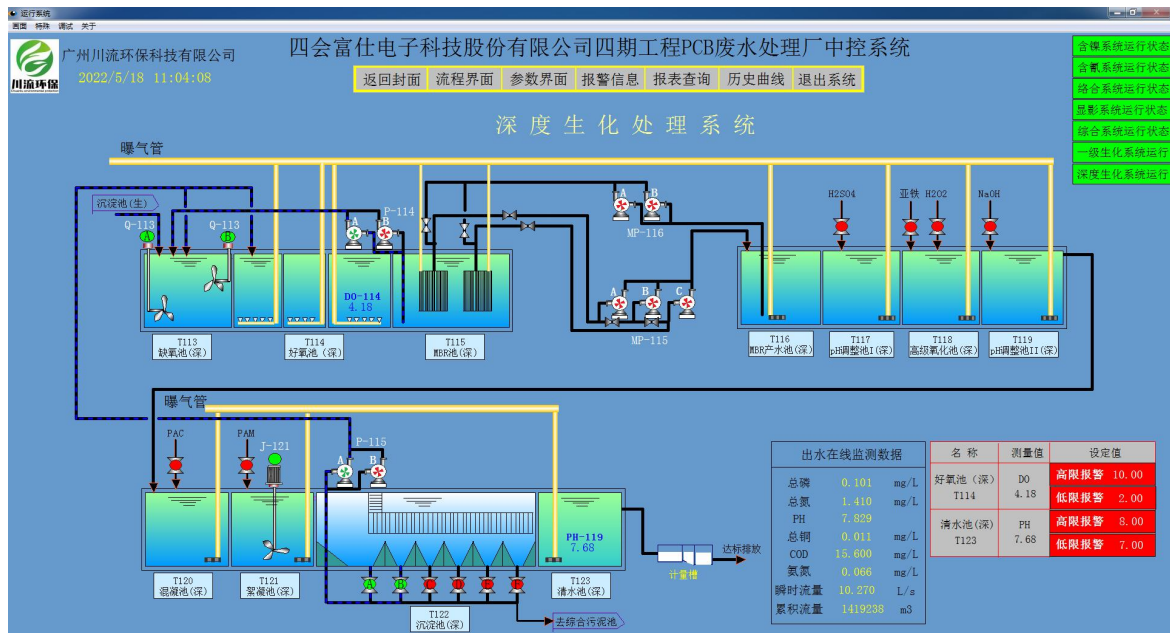 运行系统
画面 特殊 调试 关于
川流环保
广州川流环保科技有限公司
2022/5/18 11:04:08
四会富仕电子科技股份有限公司四期工程PCB废水处理厂中控系统
返回封面 流程界面 参数界面 报警信息 报表查询 历史曲线 退出系统
含镍系统运行状态
含氰系统运行状态
络合系统运行状态
显影系统运行状态
综合系统运行状态
一级生化系统运行
深度生化系统运行
深度生化处理系统
曝气管
沉淀池(生)
Q-113
A
Q-113
B
P-114
A
B
A
B
MP-116
A
B
C
MP-115
H2SO4
亚铁
H2O2
NaOH
DO-114
4.18
T113
缺氧池(深)
T114
好氧池 (深)
T115
MBR池(深)
T116
MBR产水池(深)
T117
pH调整池I(深)
T118
高级氧化池(深)
T119
pH调整池II(深)
曝气管
PAC
PAM
J-121
P-115
A
B
PH-119
7.68
T120
混凝池(深)
T121
絮凝池(深)
A B C D E F
T122
沉淀池(深)
T123
清水池(深)
去综合污泥池
计量槽
达标排放
出水在线监测数据
总磷 0.101 mg/L
总氮 1.410 mg/L
PH 7.829
总铜 0.011 mg/L
COD 15.600 mg/L
氨氮 0.066 mg/L
瞬时流量 10.270 L/s
累积流量 1419238 m3
名 称 测量值 设定值
好氧池 (深) T114 DO 4.18 高限报警 10.00
低限报警 2.00
清水池(深) T123 PH 7.68 高限报警 8.00
低限报警 7.00